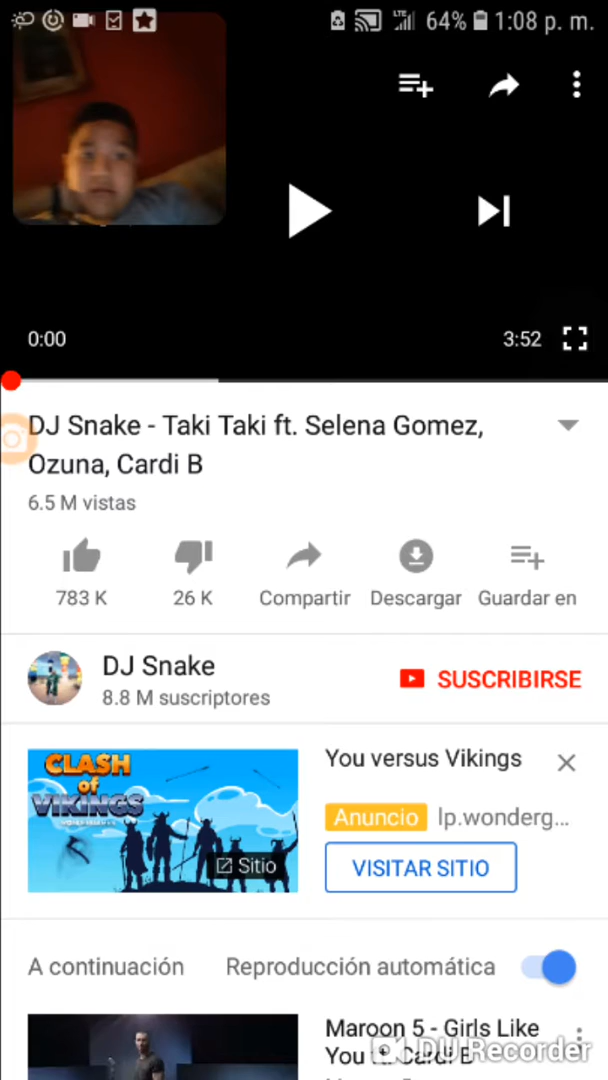 64% 1:08 p. m.
0:00
3:52
DJ Snake - Taki Taki ft. Selena Gomez,
Ozuna, Cardi B
6.5 M vistas
783 K
26 K
Compartir
Descargar
Guardar en
DJ Snake
8.8 M suscriptores
SUSCRIBIRSE
CLASH
of
VIKINGS
Sitio
You versus Vikings
Anuncio lp.wonderg...
VISITAR SITIO
A continuación
Reproducción automática
Maroon 5 - Girls Like
You ft. Cardi B
DU Recorder